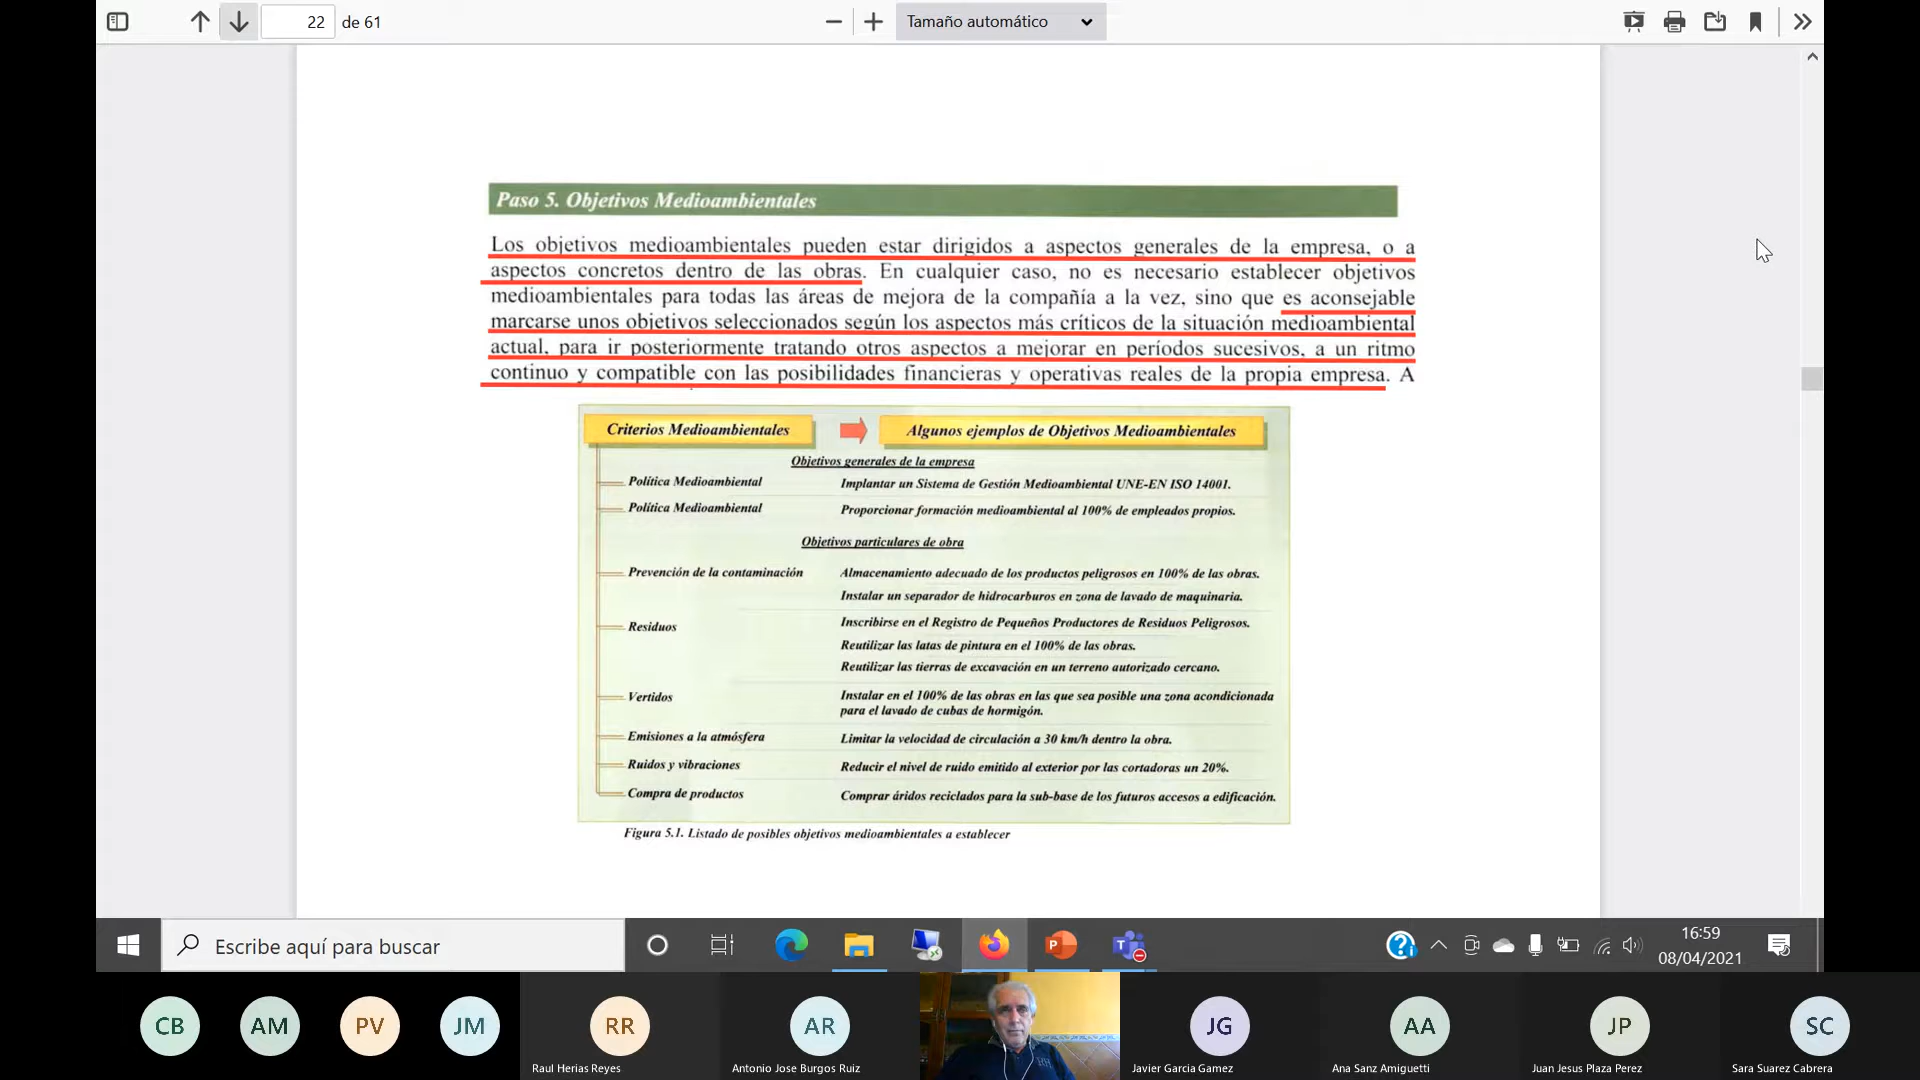 22 de 61
Tamaño automático
Paso 5. Objetivos Medioambientales
Los objetivos medioambientales pueden estar dirigidos a aspectos generales de la empresa, o a
aspectos concretos dentro de las obras. En cualquier caso, no es necesario establecer objetivos
medioambientales para todas las áreas de mejora de la compañía a la vez, sino que es aconsejable
marcarse unos objetivos seleccionados según los aspectos más críticos de la situación medioambiental
actual, para ir posteriormente tratando otros aspectos a mejorar en períodos sucesivos, a un ritmo
continuo y compatible con las posibilidades financieras y operativas reales de la propia empresa. A
Criterios Medioambientales
Algunos ejemplos de Objetivos Medioambientales
Objetivos generales de la empresa
Política Medioambiental
Implantar un Sistema de Gestión Medioambiental UNE-EN ISO 14001.
Política Medioambiental
Proporcionar formación medioambiental al 100% de empleados propios.
Objetivos particulares de obra
Prevención de la contaminación
Almacenamiento adecuado de los productos peligrosos en 100% de las obras.
Instalar un separador de hidrocarburos en zona de lavado de maquinaria.
Residuos
Inscribirse en el Registro de Pequeños Productores de Residuos Peligrosos.
Reutilizar las latas de pintura en el 100% de las obras.
Reutilizar las tierras de excavación en un terreno autorizado cercano.
Vertidos
Instalar en el 100% de las obras en las que sea posible una zona acondicionada
para el lavado de cubas de hormigón.
Emisiones a la atmósfera
Limitar la velocidad de circulación a 30 km/h dentro la obra.
Ruidos y vibraciones
Reducir el nivel de ruido emitido al exterior por las cortadoras un 20%.
Compra de productos
Comprar áridos reciclados para la sub-base de los futuros accesos a edificación.
Figura 5.1. Listado de posibles objetivos medioambientales a establecer
Escribe aquí para buscar
16:59
08/04/2021
CB
AM
PV
JM
RR
Raul Herias Reyes
AR
Antonio Jose Burgos Ruiz
JG
Javier Garcia Gamez
AA
Ana Sanz Amiguetti
JP
Juan Jesus Plaza Perez
SC
Sara Suarez Cabrera